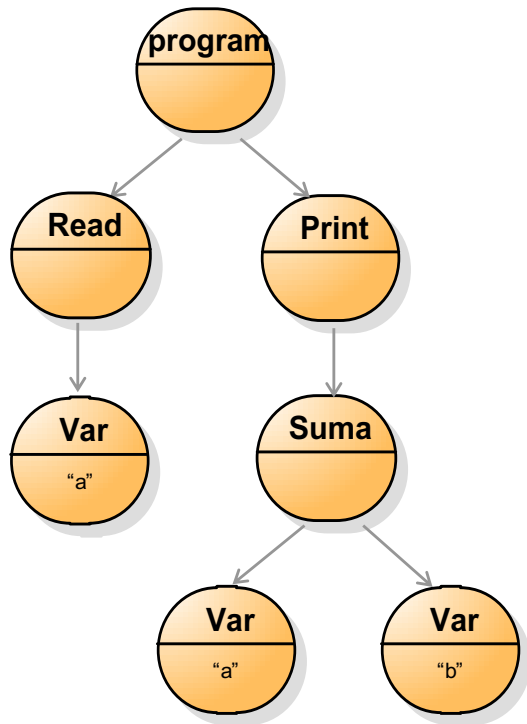 program
Read
Print
Var
“a”
Suma
Var
“a”
Var
“b”